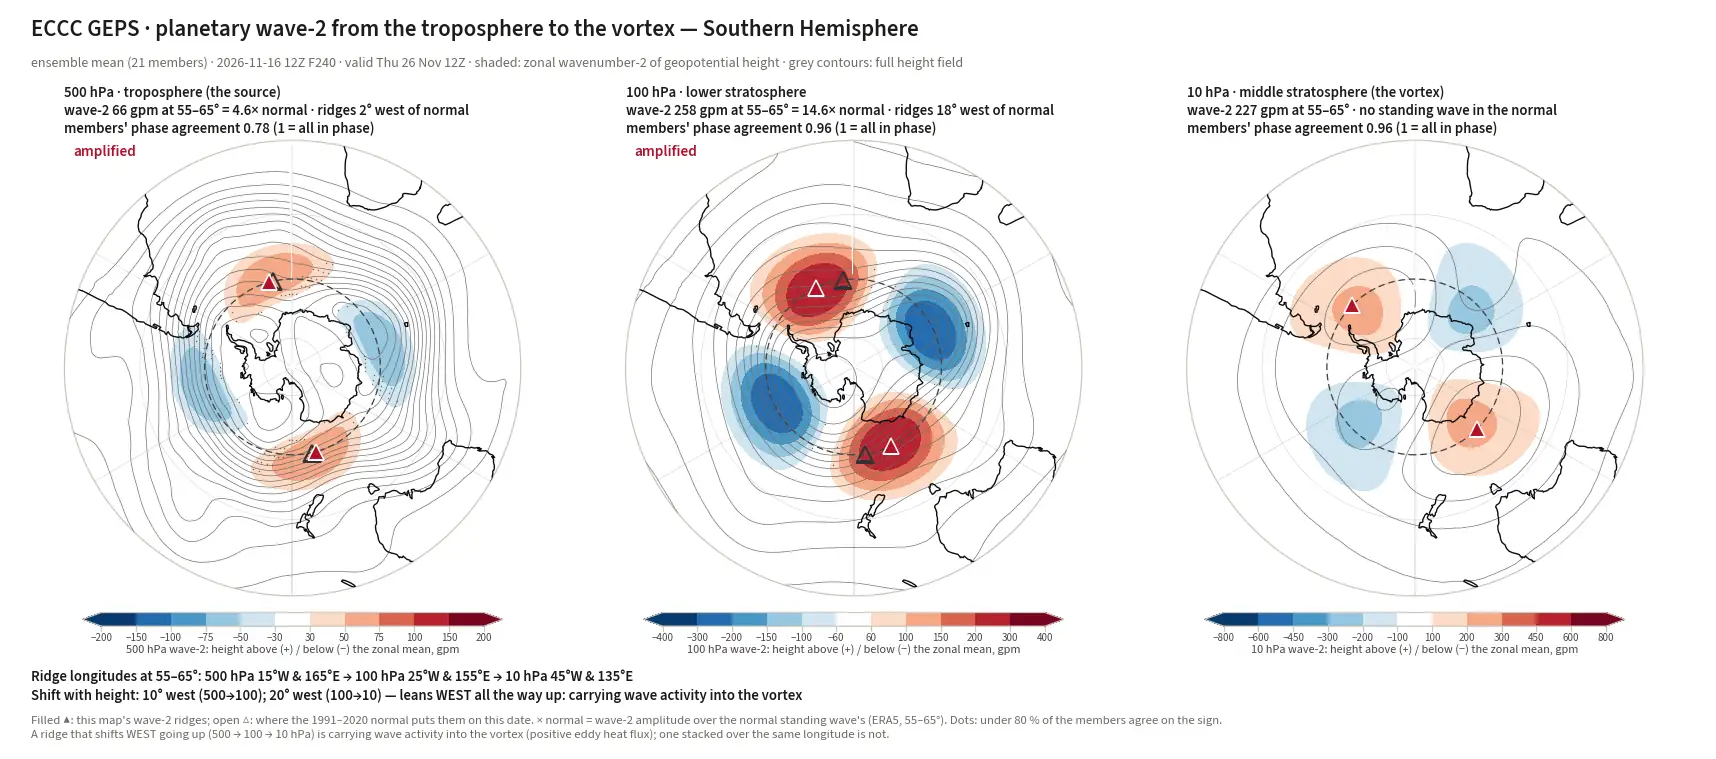 ECCC GEPS · planetary wave-2 from the troposphere to the vortex — Southern Hemisphere
ensemble mean (21 members) · 2026-11-16 12Z F240 · valid Thu 26 Nov 12Z · shaded: zonal wavenumber-2 of geopotential height · grey contours: full height field
500 hPa · troposphere (the source)
wave-2 66 gpm at 55–65° = 4.6× normal · ridges 2° west of normal
members' phase agreement 0.78 (1 = all in phase)
amplified
100 hPa · lower stratosphere
wave-2 258 gpm at 55–65° = 14.6× normal · ridges 18° west of normal
members' phase agreement 0.96 (1 = all in phase)
amplified
10 hPa · middle stratosphere (the vortex)
wave-2 227 gpm at 55–65° · no standing wave in the normal
members' phase agreement 0.96 (1 = all in phase)
−200 −150 −100 −75 −50 −30 30 50 75 100 150 200
500 hPa wave-2: height above (+) / below (−) the zonal mean, gpm
−400 −300 −200 −150 −100 −60 60 100 150 200 300 400
100 hPa wave-2: height above (+) / below (−) the zonal mean, gpm
−800 −600 −450 −300 −200 −100 100 200 300 450 600 800
10 hPa wave-2: height above (+) / below (−) the zonal mean, gpm
Ridge longitudes at 55–65°: 500 hPa 15°W & 165°E → 100 hPa 25°W & 155°E → 10 hPa 45°W & 135°E
Shift with height: 10° west (500→100); 20° west (100→10) — leans WEST all the way up: carrying wave activity into the vortex
Filled ▲: this map's wave-2 ridges; open △: where the 1991–2020 normal puts them on this date. × normal = wave-2 amplitude over the normal standing wave's (ERA5, 55–65°). Dots: under 80 % of the members agree on the sign.
A ridge that shifts WEST going up (500 → 100 → 10 hPa) is carrying wave activity into the vortex (positive eddy heat flux); one stacked over the same longitude is not.